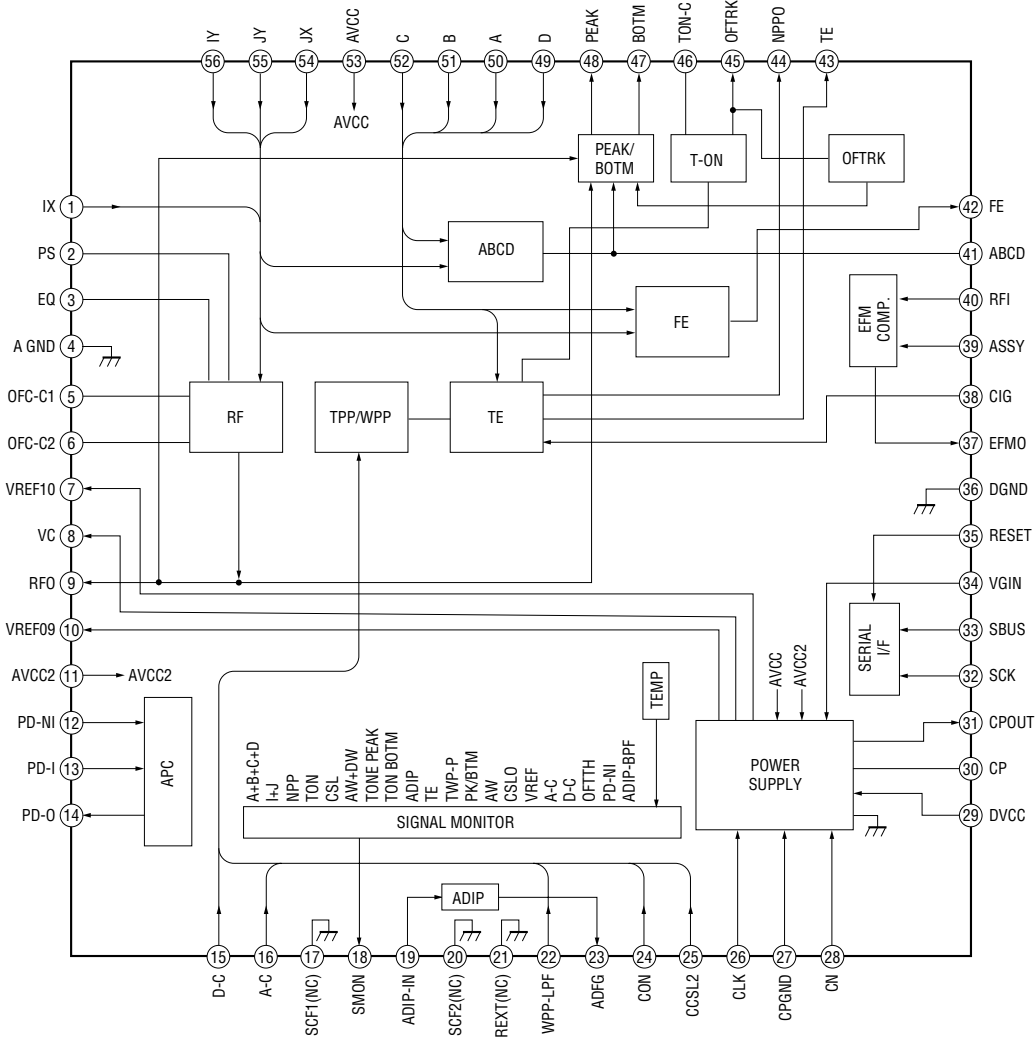 IY
JY
JX
AVCC
C
B
A
D
PEAK
BOTM
TON-C
OFTRK
NPPO
TE
56
55
54
53
52
51
50
49
48
47
46
45
44
43
AVCC
PEAK/
BOTM
T-ON
OFTRK
IX 1
PS 2
EQ 3
A GND 4
OFC-C1 5
OFC-C2 6
VREF10 7
VC 8
RFO 9
VREF09 10
AVCC2 11
AVCC2
PD-NI 12
PD-I 13
PD-O 14
42 FE
41 ABCD
40 RFI
39 ASSY
38 CIG
37 EFMO
36 DGND
35 RESET
34 VGIN
33 SBUS
32 SCK
31 CPOUT
30 CP
29 DVCC
ABCD
FE
EFM
COMP.
RF
TPP/WPP
TE
SERIAL
I/F
TEMP
AVCC
AVCC2
POWER
SUPPLY
APC
A+B+C+D
I+J
NPP
TON
CSL
AW+DW
TONE PEAK
TON BOTM
ADIP
TE
TWP-P
PK/BTM
AW
CSLO
VREF
A-C
D-C
OFTTH
PD-NI
ADIP-BPF
SIGNAL MONITOR
ADIP
15
16
17
18
19
20
21
22
23
24
25
26
27
28
D-C
A-C
SCF1(NC)
SMON
ADIP-IN
SCF2(NC)
REXT(NC)
WPP-LPF
ADFG
CON
CCSL2
CLK
CPGND
CN